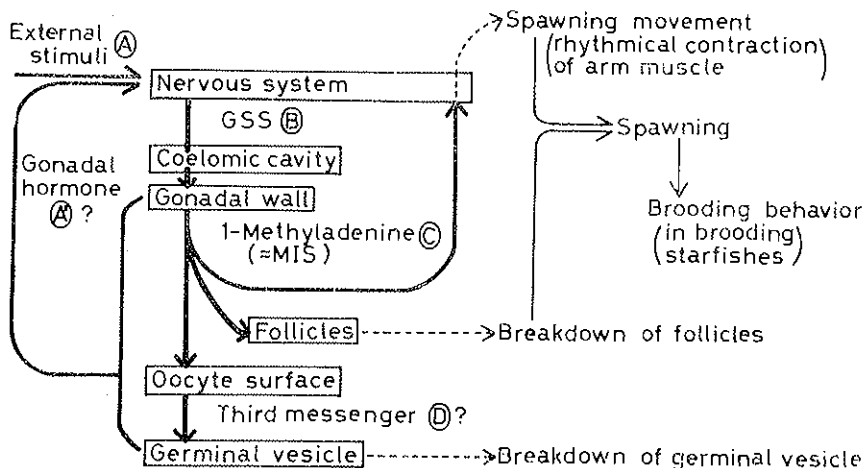 External
stimuli Ⓐ
Nervous system
GSS Ⓑ
Coelomic cavity
Gonadal wall
Gonadal
hormone
Ⓐ' ?
1-Methyladenine Ⓒ
(≈MIS)
Follicles
Oocyte surface
Third messenger Ⓓ?
Germinal vesicle
Spawning movement
(rhythmical contraction
of arm muscle)
Spawning
Brooding behavior
(in brooding
starfishes)
Breakdown of follicles
Breakdown of germinal vesicle